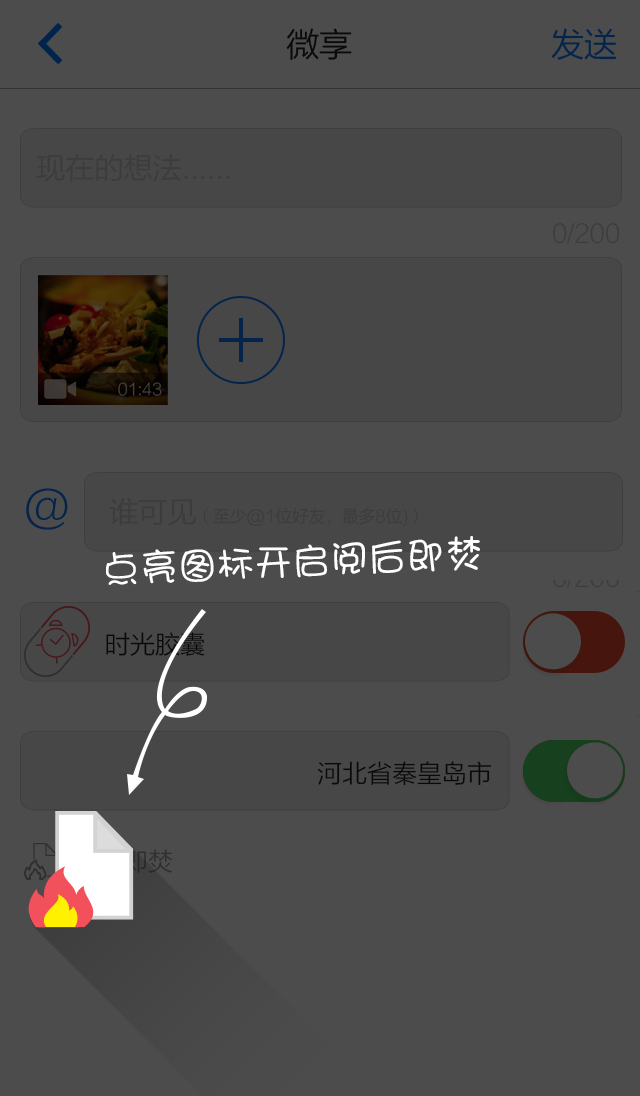 微享
发送
现在的想法......
0/200
01:43
@
谁可见(至少@1位好友，最多8位))
点亮图标开启阅后即焚
0/200
时光胶囊
河北省秦皇岛市
即焚